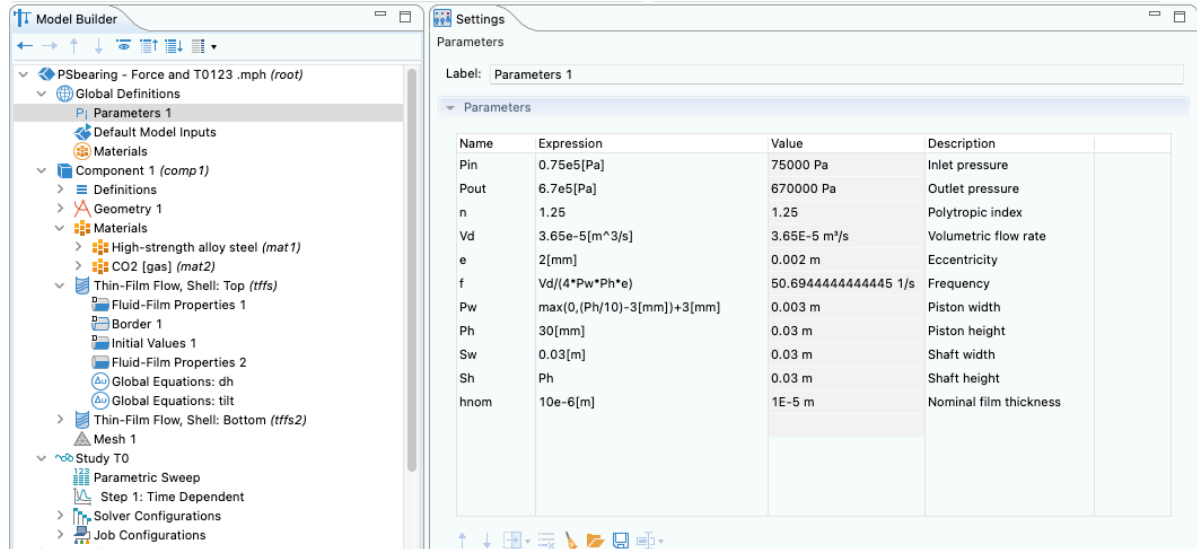 Model Builder
PSbearing - Force and T0123 .mph (root)
Global Definitions
Pi Parameters 1
Default Model Inputs
Materials
Component 1 (comp1)
Definitions
Geometry 1
Materials
High-strength alloy steel (mat1)
CO2 [gas] (mat2)
Thin-Film Flow, Shell: Top (tffs)
Fluid-Film Properties 1
Border 1
Initial Values 1
Fluid-Film Properties 2
Δu Global Equations: dh
Δu Global Equations: tilt
Thin-Film Flow, Shell: Bottom (tffs2)
Mesh 1
Study T0
123 Parametric Sweep
Step 1: Time Dependent
Solver Configurations
Job Configurations
Settings
Parameters
Label: Parameters 1
Parameters
Name Expression Value Description
Pin 0.75e5[Pa] 75000 Pa Inlet pressure
Pout 6.7e5[Pa] 670000 Pa Outlet pressure
n 1.25 1.25 Polytropic index
Vd 3.65e-5[m^3/s] 3.65E-5 m³/s Volumetric flow rate
e 2[mm] 0.002 m Eccentricity
f Vd/(4*Pw*Ph*e) 50.6944444444445 1/s Frequency
Pw max(0,(Ph/10)-3[mm])+3[mm] 0.003 m Piston width
Ph 30[mm] 0.03 m Piston height
Sw 0.03[m] 0.03 m Shaft width
Sh Ph 0.03 m Shaft height
hnom 10e-6[m] 1E-5 m Nominal film thickness